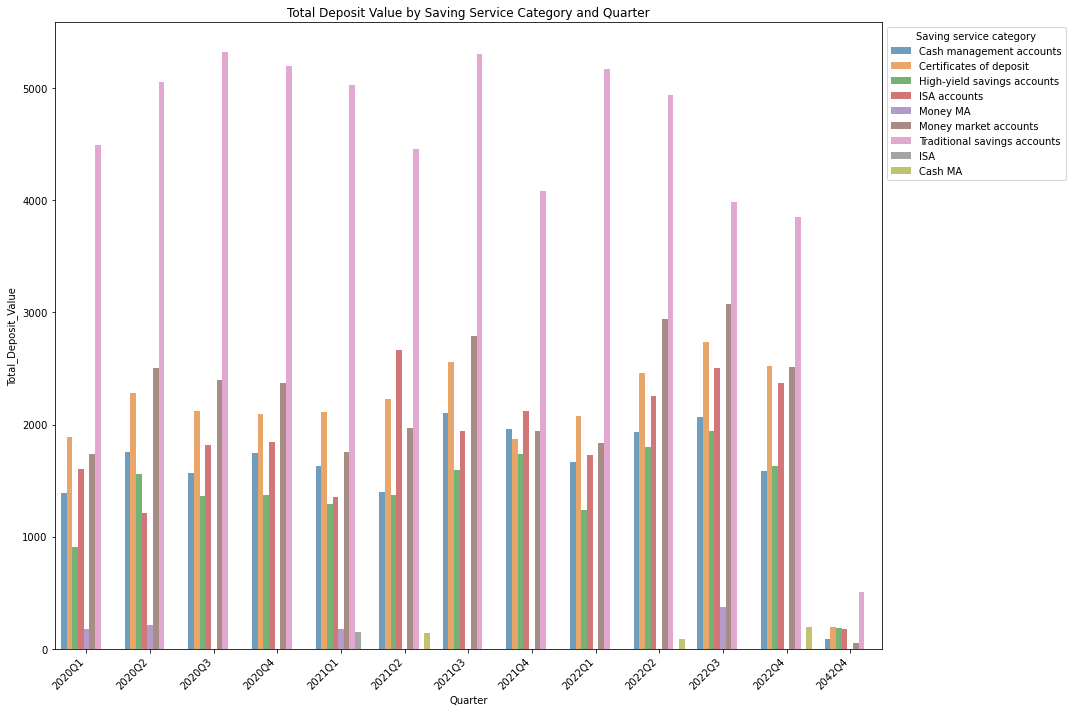 Total Deposit Value by Saving Service Category and Quarter
Total_Deposit_Value
5000
4000
3000
2000
1000
0
2020Q1
2020Q2
2020Q3
2020Q4
2021Q1
2021Q2
2021Q3
2021Q4
2022Q1
2022Q2
2022Q3
2022Q4
2042Q4
Quarter
Saving service category
Cash management accounts
Certificates of deposit
High-yield savings accounts
ISA accounts
Money MA
Money market accounts
Traditional savings accounts
ISA
Cash MA